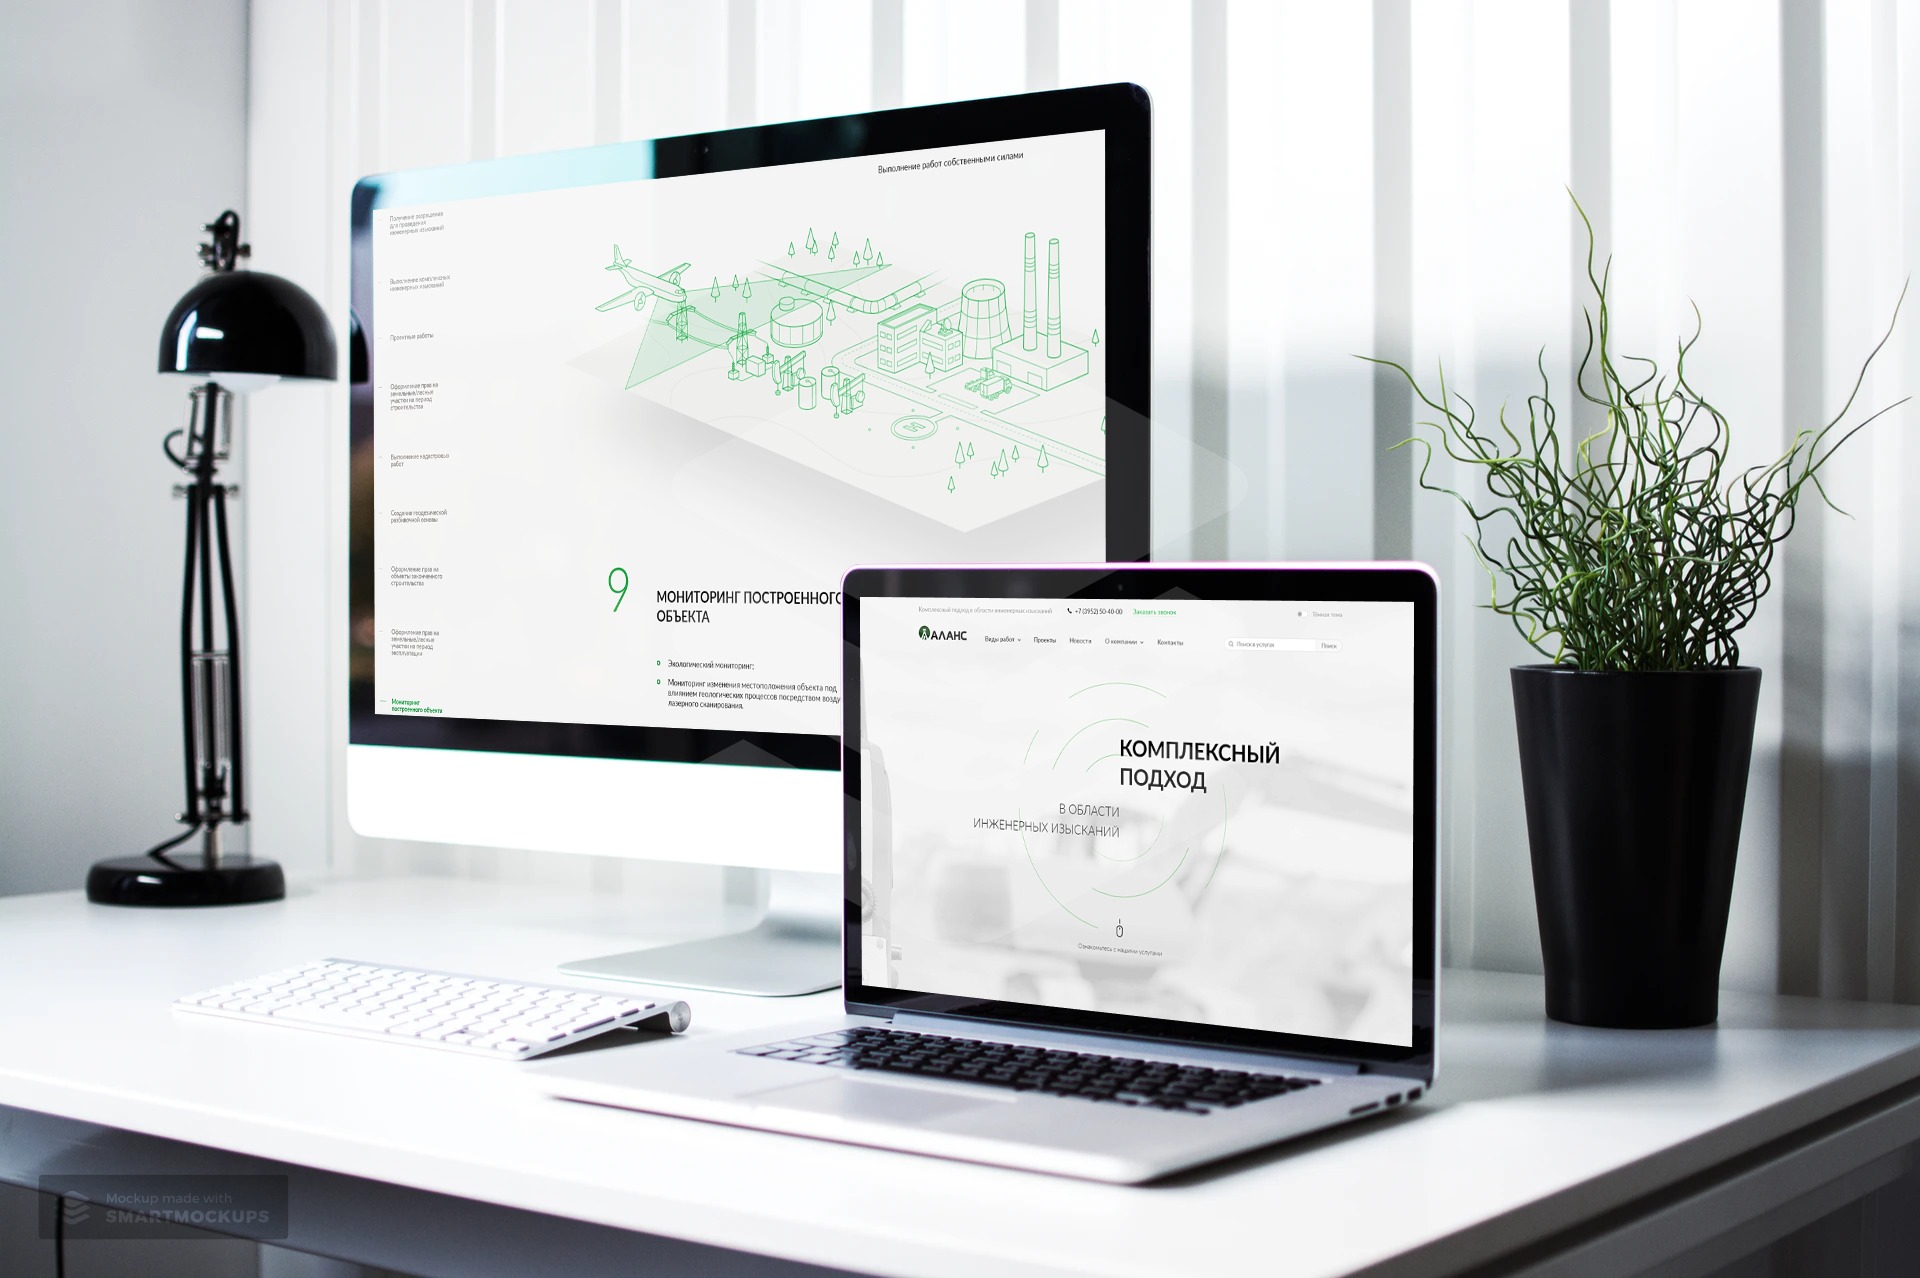 Выполнение работ собственными силами
Получение разрешения
для проведения
инженерных изысканий
Выполнение комплексных
инженерных изысканий
Проектные работы
Оформление прав на
земельные/лесные
участки на период
строительства
Выполнение кадастровых
работ
Создание геодезической
разбивочной основы
Оформление прав на
объекты законченного
строительства
Оформление прав на
земельные/лесные
участки на период
эксплуатации
Мониторинг
построенного объекта
9
МОНИТОРИНГ ПОСТРОЕННОГО
ОБЪЕКТА
Экологический мониторинг;
Мониторинг изменения местоположения объекта под
влиянием геологических процессов посредством возду
лазерного сканирования.
Комплексный подход в области инженерных изысканий
+7 (3952) 50-40-00
Заказать звонок
Тёмная тема
АЛАНС
Виды работ
Проекты
Новости
О компании
Контакты
Поиск в услугах
Поиск
КОМПЛЕКСНЫЙ
ПОДХОД
В ОБЛАСТИ
ИНЖЕНЕРНЫХ ИЗЫСКАНИЙ
Ознакомьтесь с нашими услугами
Mockup made with
SMARTMOCKUPS